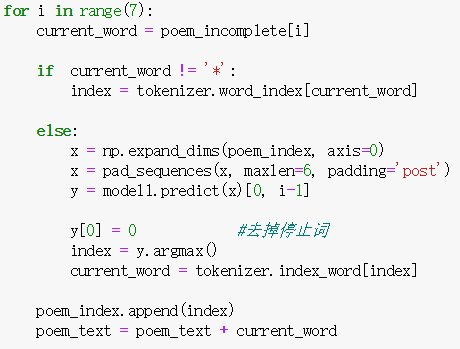 for i in range(7):
    current_word = poem_incomplete[i]
    if current_word != '*':
        index = tokenizer.word_index[current_word]
    else:
        x = np.expand_dims(poem_index, axis=0)
        x = pad_sequences(x, maxlen=6, padding='post')
        y = modell.predict(x)[0, i-1]
        y[0] = 0 #去掉停止词
        index = y.argmax()
        current_word = tokenizer.index_word[index]
    poem_index.append(index)
    poem_text = poem_text + current_word